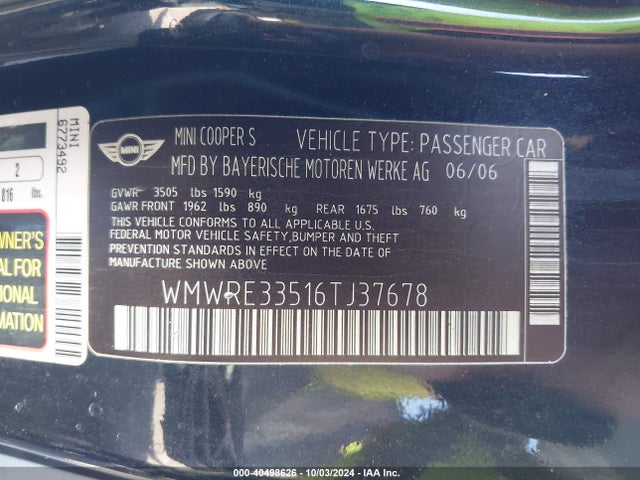 MINI
6773492
2
816 lbs.
WNER'S
AL FOR
IONAL
MATION
MINI
MINI COOPER S VEHICLE TYPE: PASSENGER CAR
MFD BY BAYERISCHE MOTOREN WERKE AG 06/06
GVWR 3505 lbs 1590 kg
GAWR FRONT 1962 lbs 890 kg REAR 1675 lbs 760 kg
THIS VEHICLE CONFORMS TO ALL APPLICABLE U.S.
FEDERAL MOTOR VEHICLE SAFETY,BUMPER AND THEFT
PREVENTION STANDARDS IN EFFECT ON THE DATE OF
MANUFACTURE SHOWN ABOVE.
WMWRE33516TJ37678
000-40498626 - 10/03/2024 - IAA Inc.